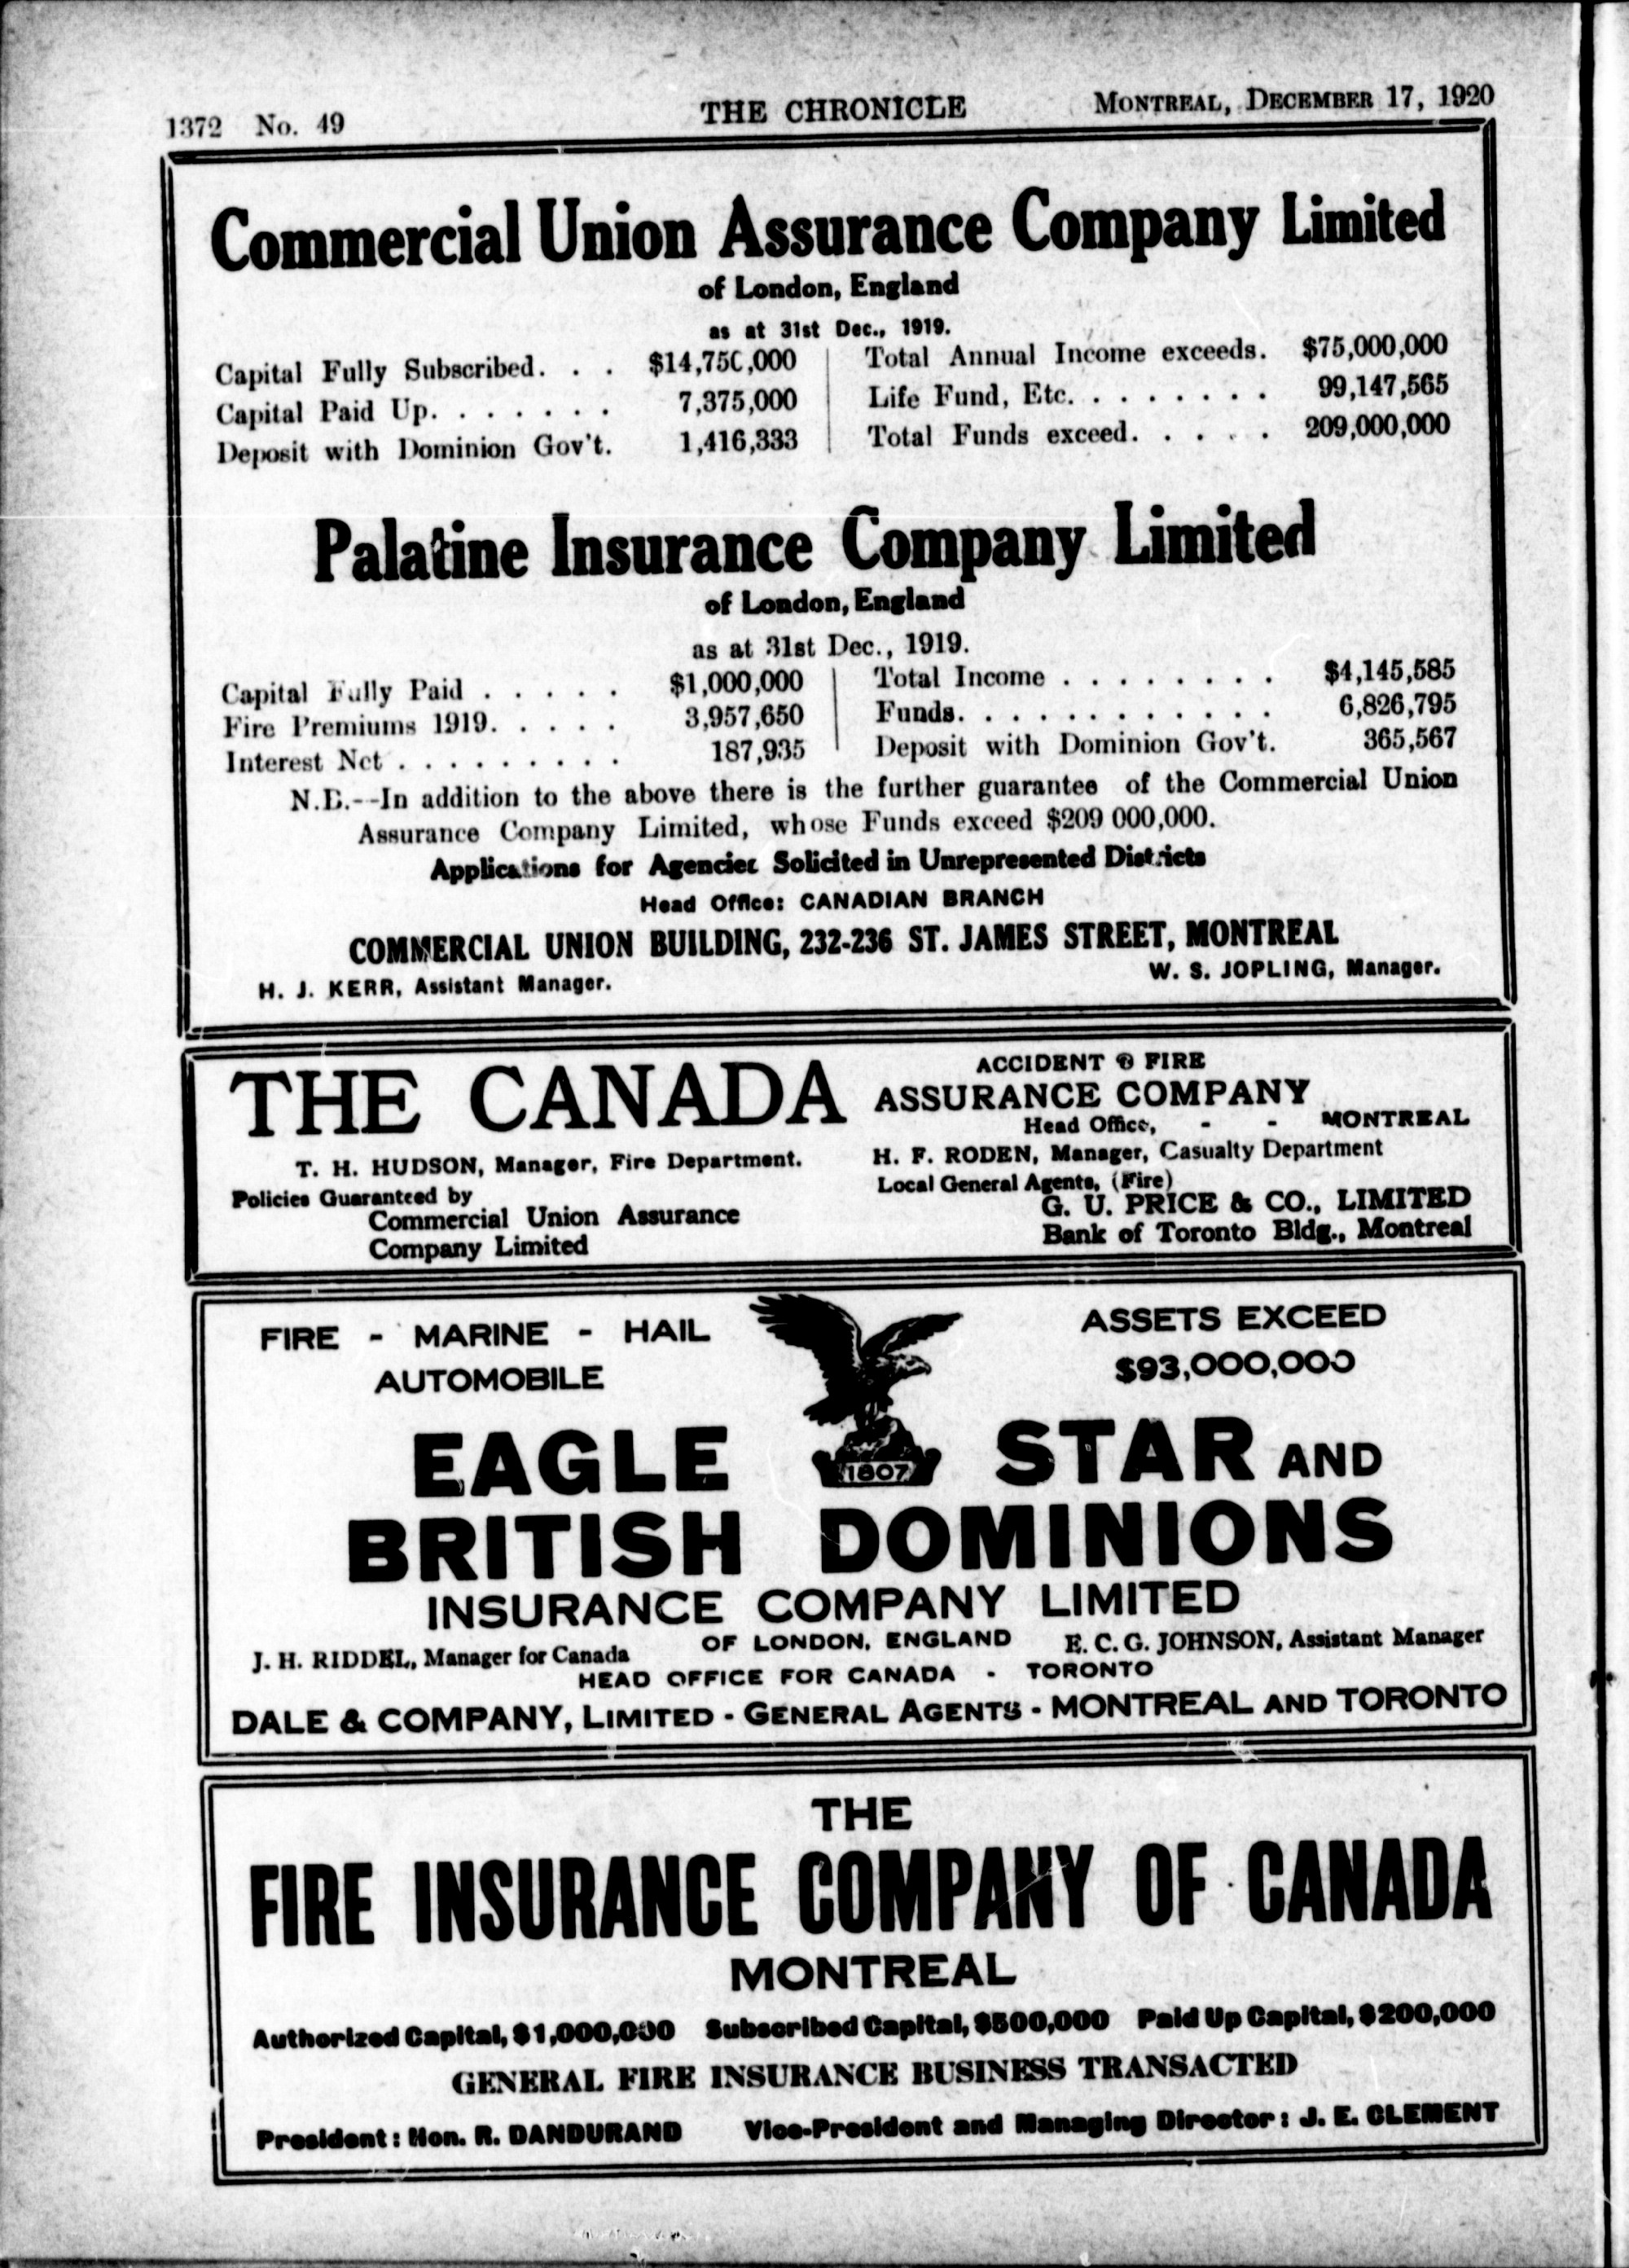 1372 No. 49 THE CHRONICLE MONTREAL, DECEMBER 17, 1920
Commercial Union Assurance Company Limited
of London, England
as at 31st Dec., 1919.
Capital Fully Subscribed. . . $14,750,000
Capital Paid Up. . . . . . . 7,375,000
Deposit with Dominion Gov't. 1,416,333
Total Annual Income exceeds. $75,000,000
Life Fund, Etc. . . . . . . . 99,147,565
Total Funds exceed. . . . . . 209,000,000
Palatine Insurance Company Limited
of London, England
as at 31st Dec., 1919.
Capital Fully Paid . . . . . $1,000,000
Fire Premiums 1919. . . . . . 3,957,650
Interest Net . . . . . . . . . 187,935
Total Income . . . . . . . . $4,145,585
Funds. . . . . . . . . . . . . 6,826,795
Deposit with Dominion Gov't. 365,567
N.B.--In addition to the above there is the further guarantee of the Commercial Union
Assurance Company Limited, whose Funds exceed $209 000,000.
Applications for Agencies Solicited in Unrepresented Districts
Head Office: CANADIAN BRANCH
COMMERCIAL UNION BUILDING, 232-236 ST. JAMES STREET, MONTREAL
W. S. JOPLING, Manager.
H. J. KERR, Assistant Manager.
THE CANADA
ACCIDENT & FIRE
ASSURANCE COMPANY
Head Office, - - MONTREAL
T. H. HUDSON, Manager, Fire Department.
H. F. RODEN, Manager, Casualty Department
Policies Guaranteed by
Commercial Union Assurance
Company Limited
Local General Agents, (Fire)
G. U. PRICE & CO., LIMITED
Bank of Toronto Bldg., Montreal
FIRE - MARINE - HAIL
AUTOMOBILE
ASSETS EXCEED
$93,000,000
EAGLE STAR AND
1807
BRITISH DOMINIONS
INSURANCE COMPANY LIMITED
OF LONDON, ENGLAND
J. H. RIDDEL, Manager for Canada E. C. G. JOHNSON, Assistant Manager
HEAD OFFICE FOR CANADA - TORONTO
DALE & COMPANY, LIMITED - GENERAL AGENTS - MONTREAL AND TORONTO
THE
FIRE INSURANCE COMPANY OF CANADA
MONTREAL
Authorized Capital, $1,000,000 Subscribed Capital, $500,000 Paid Up Capital, $200,000
GENERAL FIRE INSURANCE BUSINESS TRANSACTED
President: Hon. R. DANDURAND Vice-President and Managing Director: J. E. CLEMENT